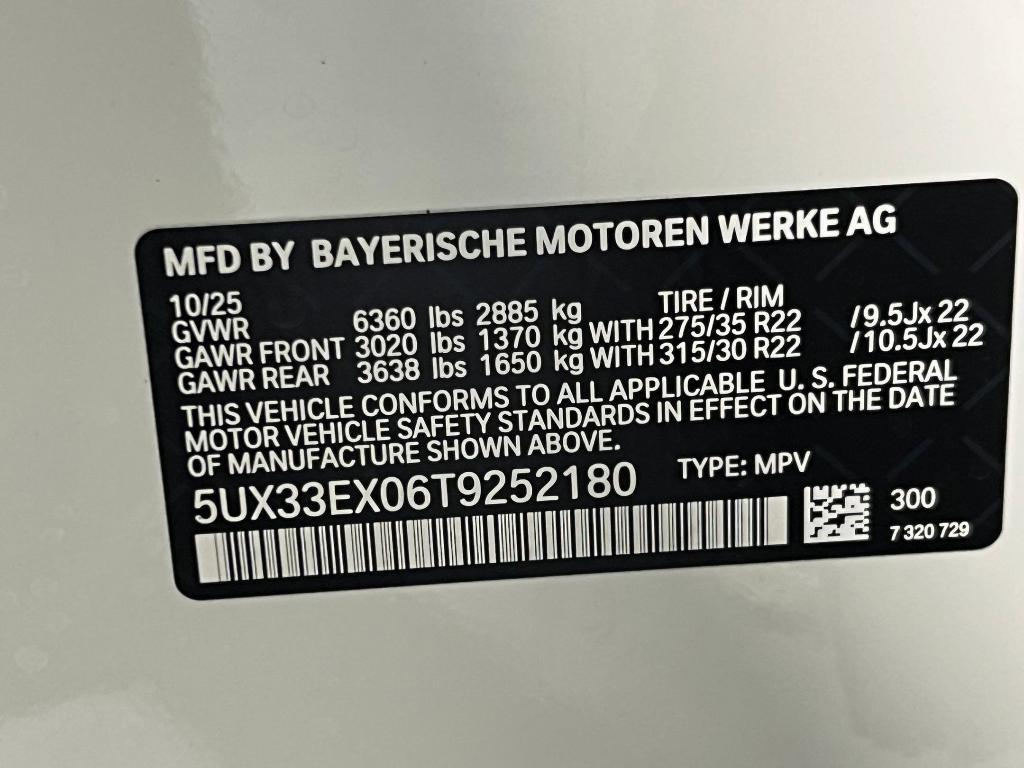 MFD BY BAYERISCHE MOTOREN WERKE AG
10/25 TIRE / RIM
GVWR 6360 lbs 2885 kg
GAWR FRONT 3020 lbs 1370 kg WITH 275/35 R22 /9.5Jx 22
GAWR REAR 3638 lbs 1650 kg WITH 315/30 R22 /10.5Jx 22
THIS VEHICLE CONFORMS TO ALL APPLICABLE U. S. FEDERAL
MOTOR VEHICLE SAFETY STANDARDS IN EFFECT ON THE DATE
OF MANUFACTURE SHOWN ABOVE.
5UX33EX06T9252180 TYPE: MPV
300
7 320 729